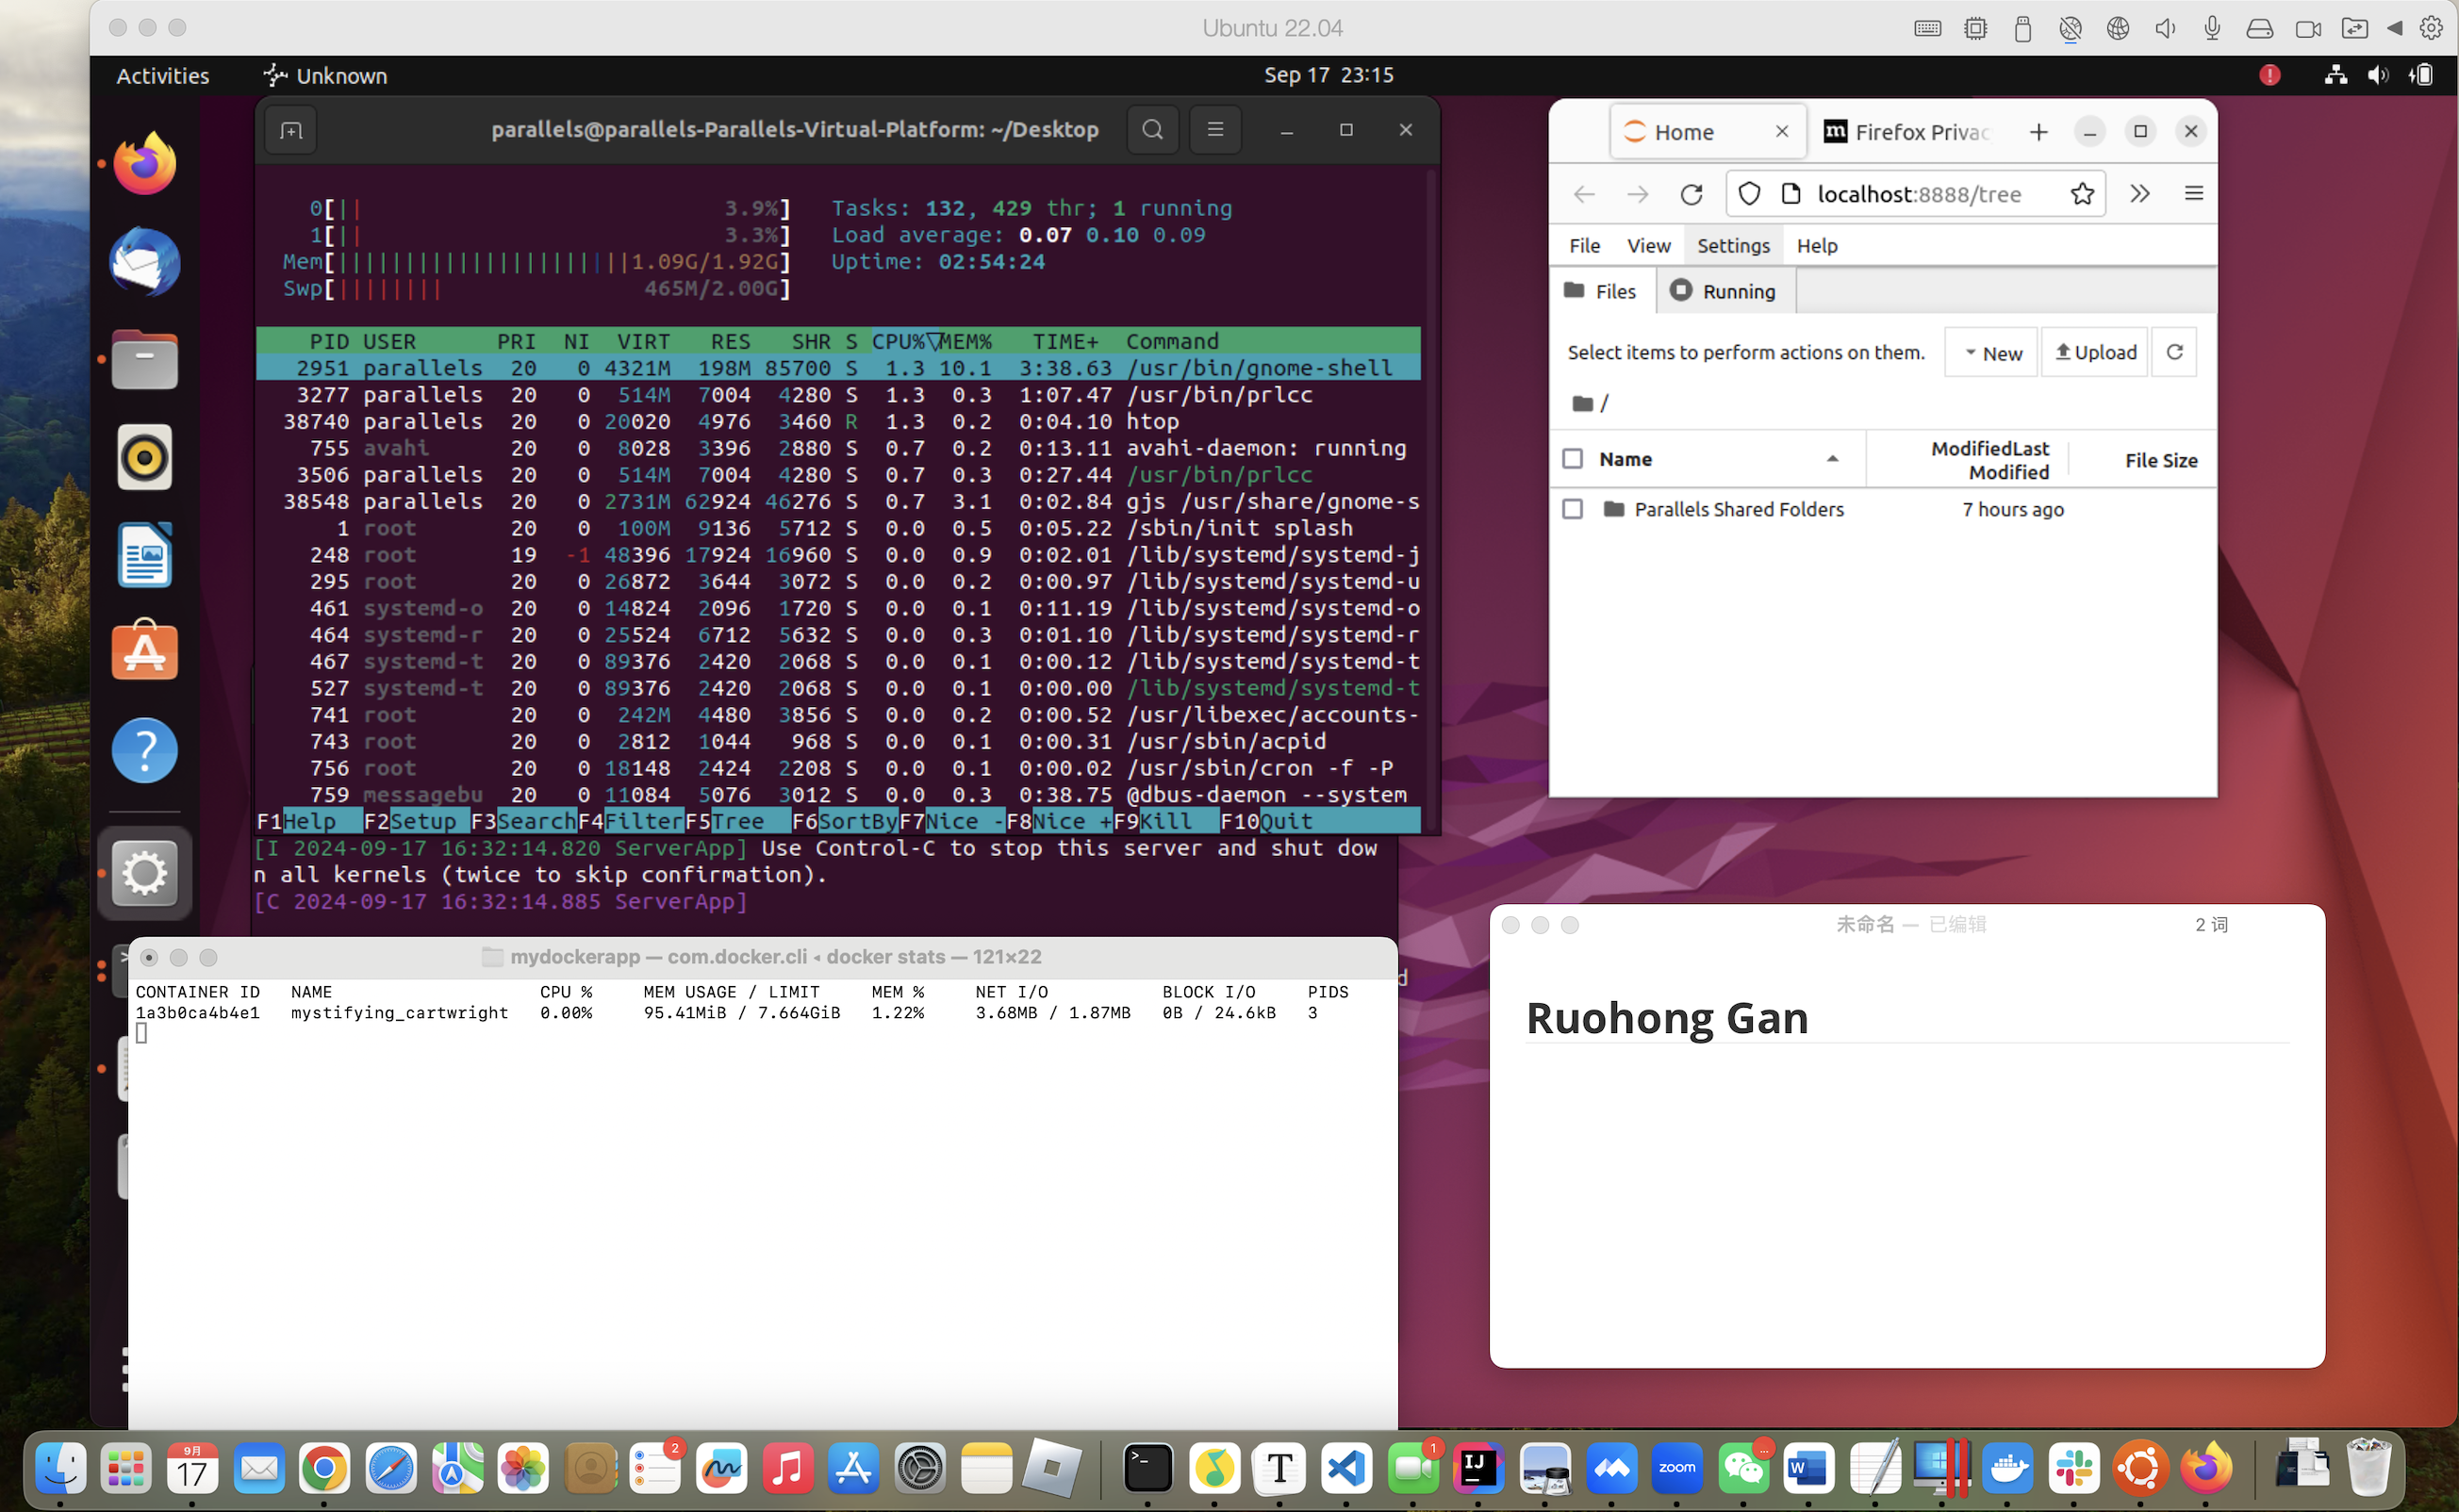 Ubuntu 22.04
Activities Unknown Sep 17 23:15
parallels@parallels-Parallels-Virtual-Platform: ~/Desktop
0[|| 3.9%] Tasks: 132, 429 thr; 1 running
1[|| 3.3%] Load average: 0.07 0.10 0.09
Mem[||||||||||||||||||||||1.09G/1.92G] Uptime: 02:54:24
Swp[|||||||| 465M/2.00G]
PID USER PRI NI VIRT RES SHR S CPU%▽MEM% TIME+ Command
2951 parallels 20 0 4321M 198M 85700 S 1.3 10.1 3:38.63 /usr/bin/gnome-shell
3277 parallels 20 0 514M 7004 4280 S 1.3 0.3 1:07.47 /usr/bin/prlcc
38740 parallels 20 0 20020 4976 3460 R 1.3 0.2 0:04.10 htop
755 avahi 20 0 8028 3396 2880 S 0.7 0.2 0:13.11 avahi-daemon: running
3506 parallels 20 0 514M 7004 4280 S 0.7 0.3 0:27.44 /usr/bin/prlcc
38548 parallels 20 0 2731M 62924 46276 S 0.7 3.1 0:02.84 gjs /usr/share/gnome-s
1 root 20 0 100M 9136 5712 S 0.0 0.5 0:05.22 /sbin/init splash
248 root 19 -1 48396 17924 16960 S 0.0 0.9 0:02.01 /lib/systemd/systemd-j
295 root 20 0 26872 3644 3072 S 0.0 0.2 0:00.97 /lib/systemd/systemd-u
461 systemd-o 20 0 14824 2096 1720 S 0.0 0.1 0:11.19 /lib/systemd/systemd-o
464 systemd-r 20 0 25524 6712 5632 S 0.0 0.3 0:01.10 /lib/systemd/systemd-r
467 systemd-t 20 0 89376 2420 2068 S 0.0 0.1 0:00.12 /lib/systemd/systemd-t
527 systemd-t 20 0 89376 2420 2068 S 0.0 0.1 0:00.00 /lib/systemd/systemd-t
741 root 20 0 242M 4480 3856 S 0.0 0.2 0:00.52 /usr/libexec/accounts-
743 root 20 0 2812 1044 968 S 0.0 0.1 0:00.31 /usr/sbin/acpid
756 root 20 0 18148 2424 2208 S 0.0 0.1 0:00.02 /usr/sbin/cron -f -P
759 messagebu 20 0 11084 5076 3012 S 0.0 0.3 0:38.75 @dbus-daemon --system
F1Help F2Setup F3SearchF4FilterF5Tree F6SortByF7Nice -F8Nice +F9Kill F10Quit
[I 2024-09-17 16:32:14.820 ServerApp] Use Control-C to stop this server and shut dow
n all kernels (twice to skip confirmation).
[C 2024-09-17 16:32:14.885 ServerApp]
d
Home Firefox Privac
localhost:8888/tree
File View Settings Help
Files Running
Select items to perform actions on them. New Upload
/
Name ModifiedLast Modified File Size
Parallels Shared Folders 7 hours ago
mydockerapp — com.docker.cli ◂ docker stats — 121×22
CONTAINER ID NAME CPU % MEM USAGE / LIMIT MEM % NET I/O BLOCK I/O PIDS
1a3b0ca4b4e1 mystifying_cartwright 0.00% 95.41MiB / 7.664GiB 1.22% 3.68MB / 1.87MB 0B / 24.6kB 3
未命名 — 已编辑 2 词
Ruohong Gan
9月
17
2
1
T
IJ
zoom
W